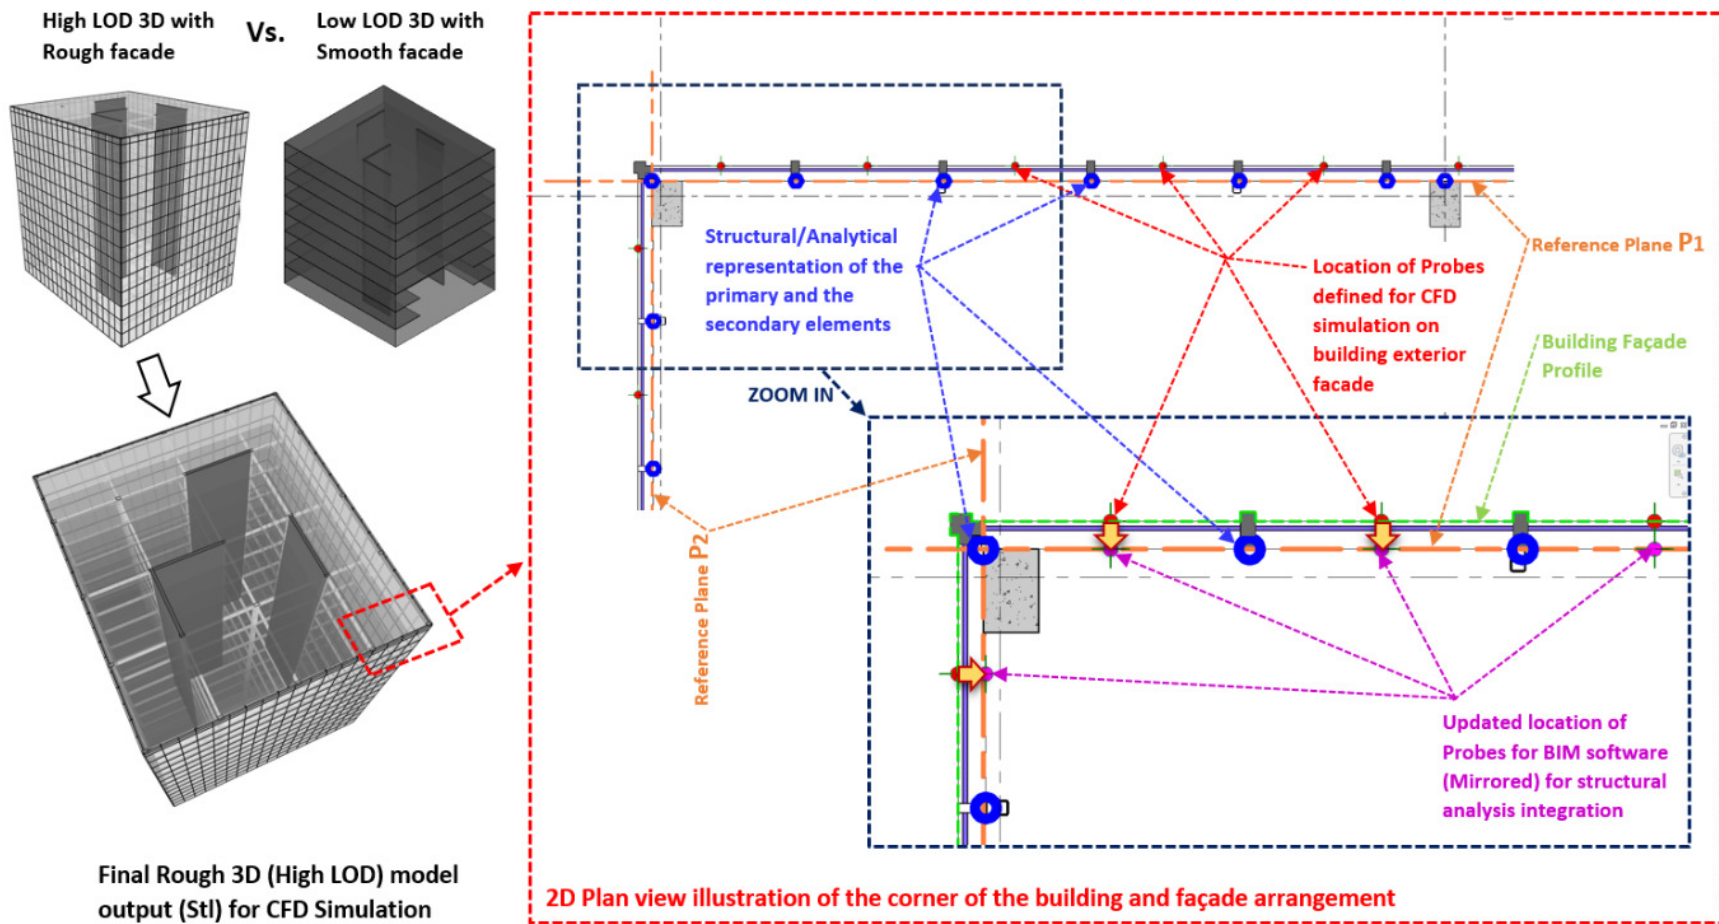 High LOD 3D with
Rough facade
Vs.
Low LOD 3D with
Smooth facade
Structural/Analytical
representation of the
primary and the
secondary elements
Location of Probes
defined for CFD
simulation on
building exterior
facade
Reference Plane P1
Building Façade
Profile
ZOOM IN
Reference Plane P2
Updated location of
Probes for BIM software
(Mirrored) for structural
analysis integration
Final Rough 3D (High LOD) model
output (Stl) for CFD Simulation
2D Plan view illustration of the corner of the building and façade arrangement